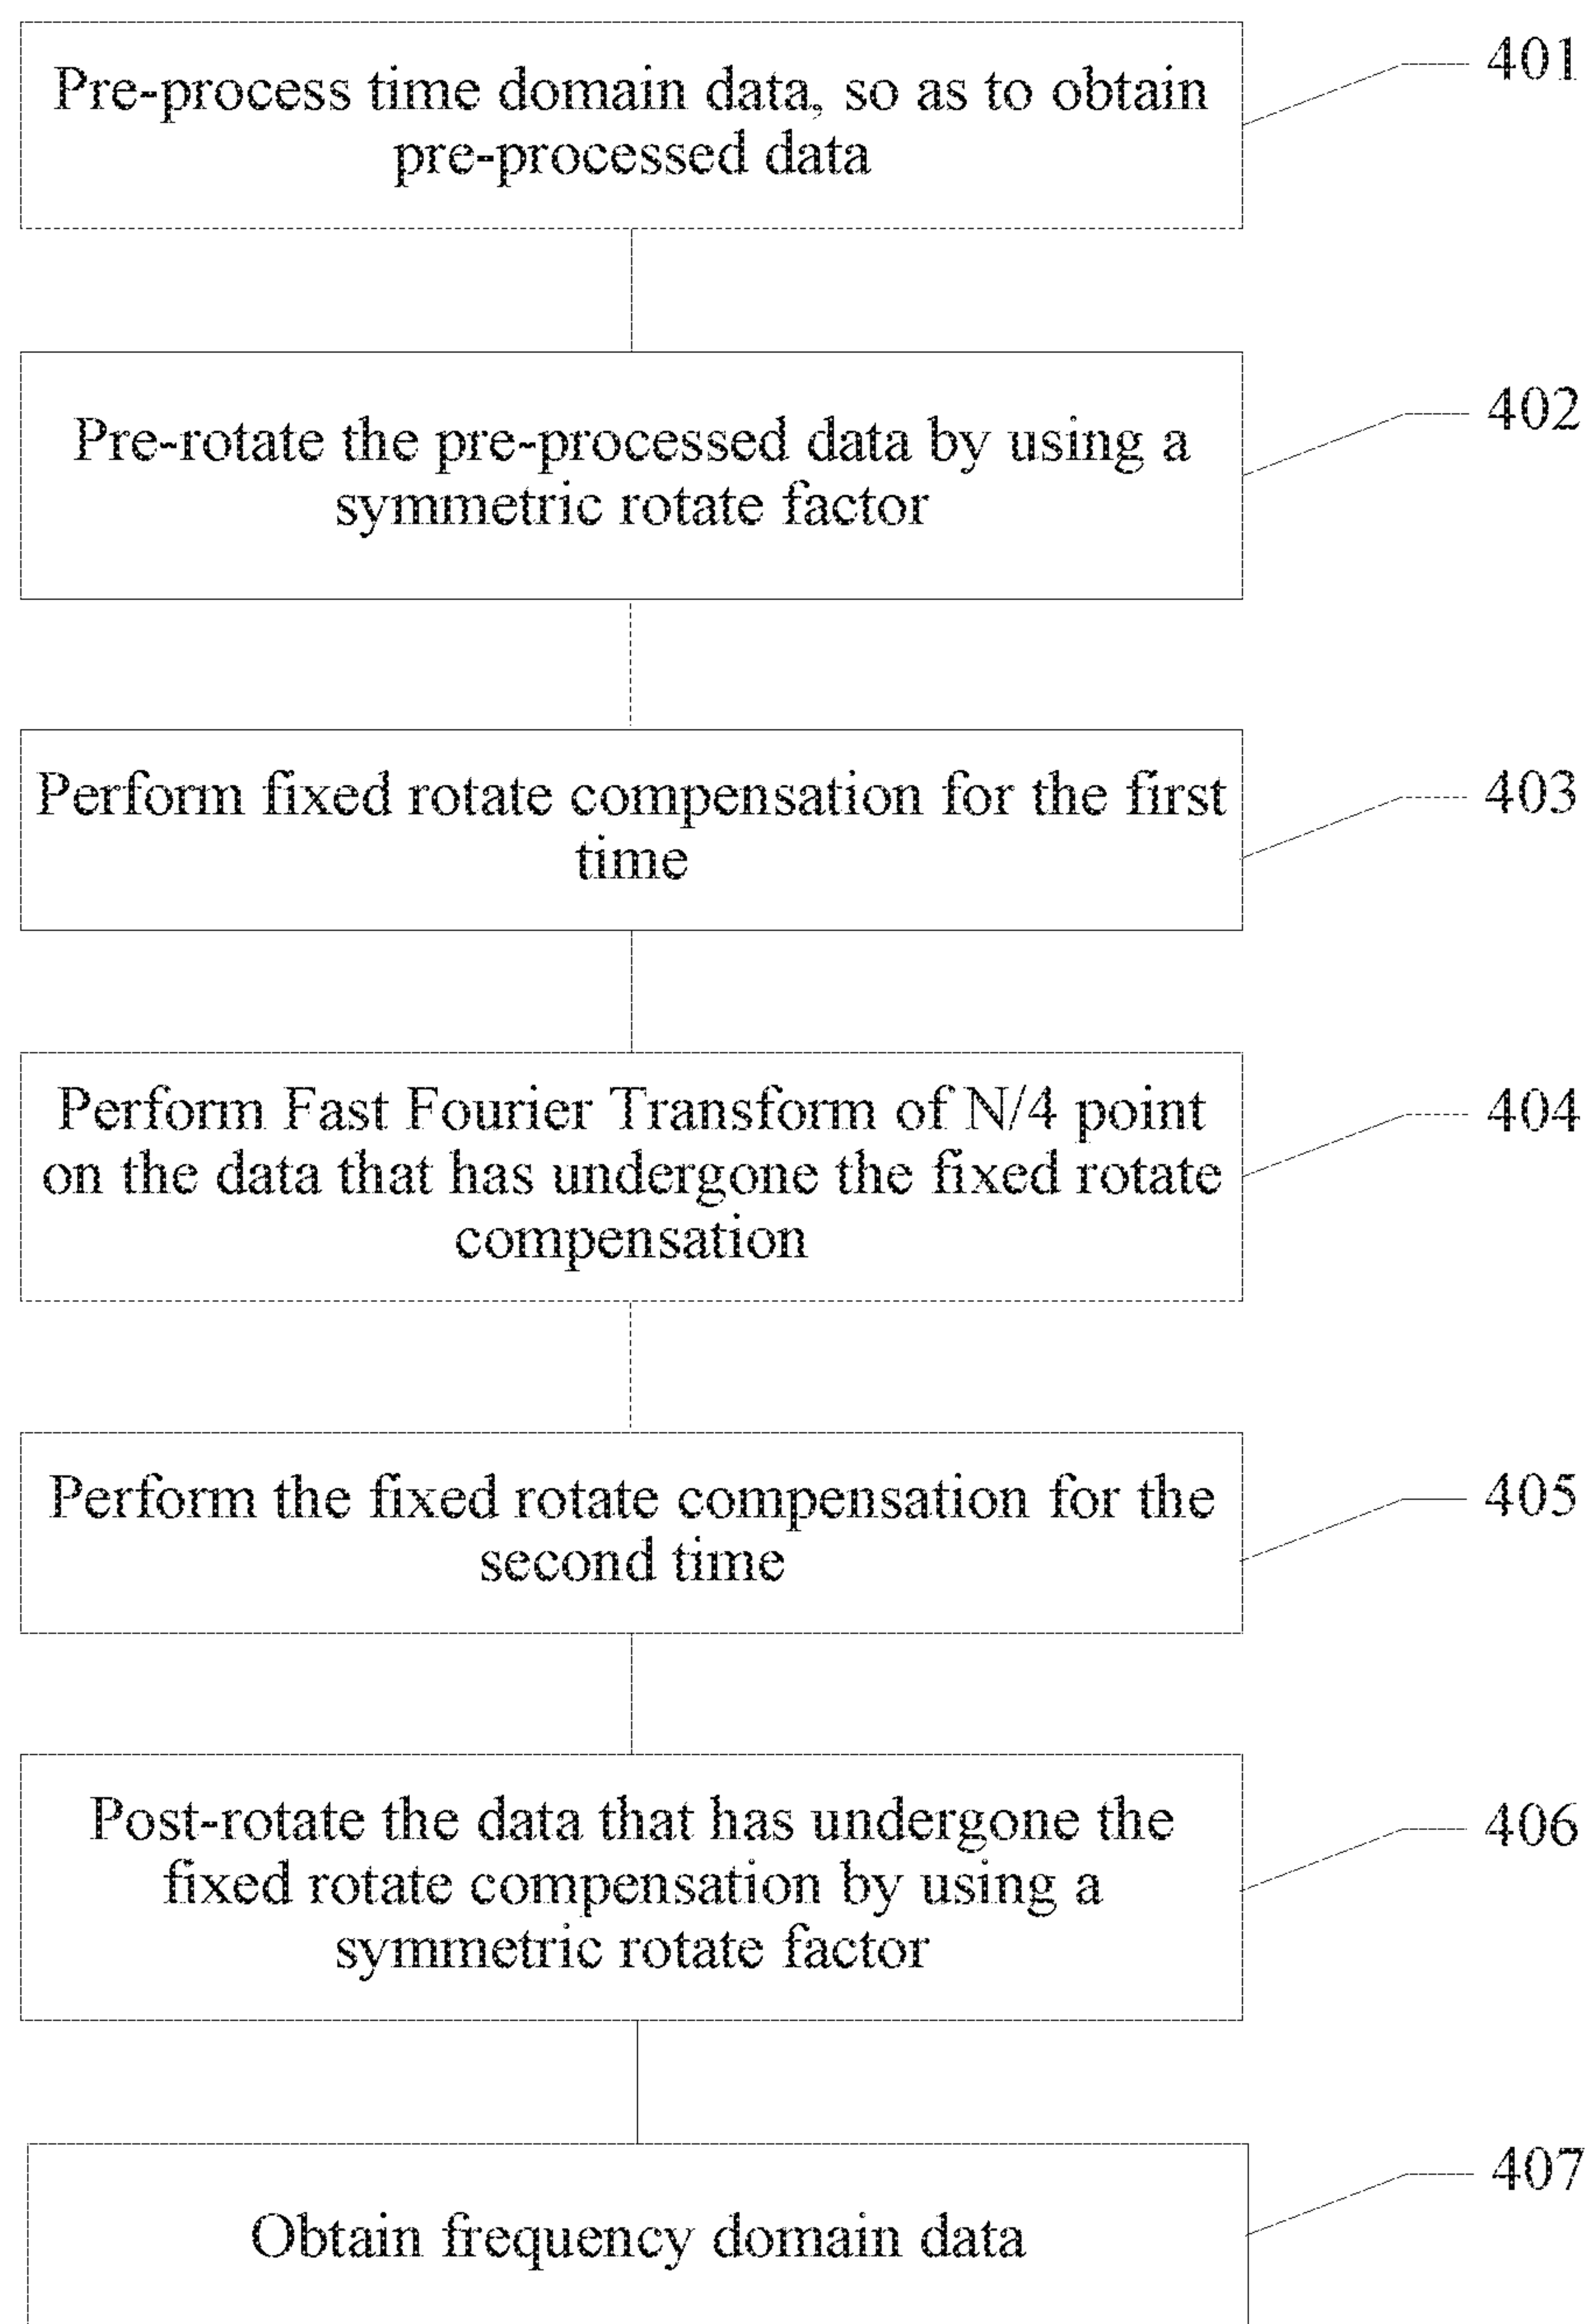 Pre-process time domain data, so as to obtain
pre-processed data
401
Pre-rotate the pre-processed data by using a
symmetric rotate factor
402
Perform fixed rotate compensation for the first
time
403
Perform Fast Fourier Transform of N/4 point
on the data that has undergone the fixed rotate
compensation
404
Perform the fixed rotate compensation for the
second time
405
Post-rotate the data that has undergone the
fixed rotate compensation by using a
symmetric rotate factor
406
Obtain frequency domain data
407